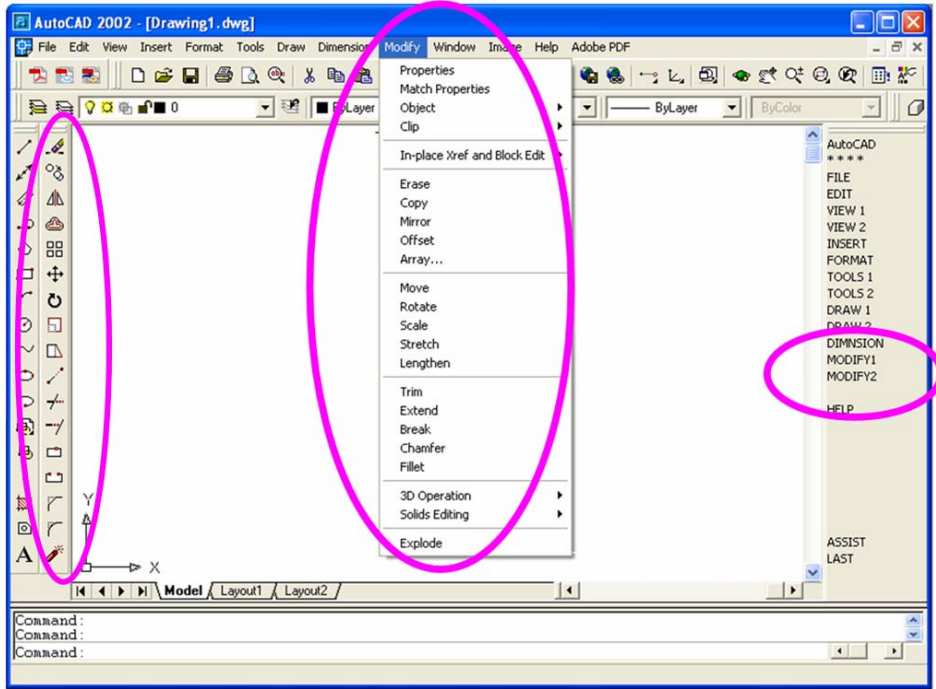 AutoCAD 2002 - [Drawing1.dwg]
File Edit View Insert Format Tools Draw Dimension Modify Window Image Help Adobe PDF
0 ByLayer ByLayer ByColor
Properties
Match Properties
Object
Clip
In-place Xref and Block Edit
Erase
Copy
Mirror
Offset
Array...
Move
Rotate
Scale
Stretch
Lengthen
Trim
Extend
Break
Chamfer
Fillet
3D Operation
Solids Editing
Explode
AutoCAD
* * * *
FILE
EDIT
VIEW 1
VIEW 2
INSERT
FORMAT
TOOLS 1
TOOLS 2
DRAW 1
DRAW 2
DIMNSION
MODIFY1
MODIFY2
HELP
ASSIST
LAST
A
Y
X
Model Layout1 Layout2
Command:
Command:
Command: